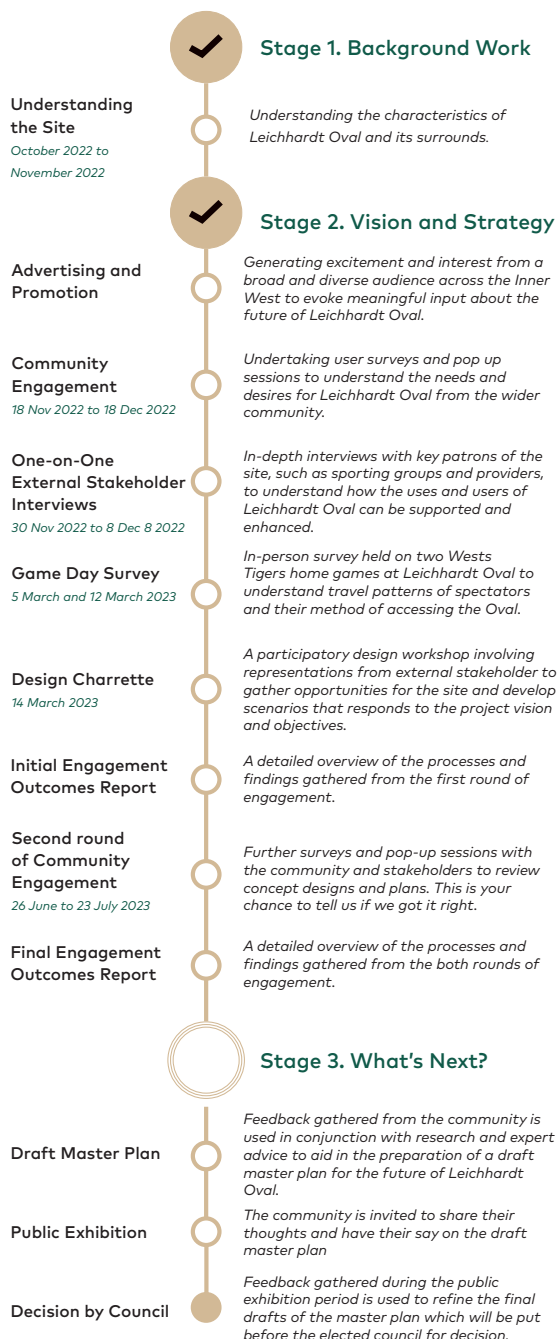 Stage 1. Background Work
Understanding
the Site
October 2022 to
November 2022
Understanding the characteristics of
Leichhardt Oval and its surrounds.
Stage 2. Vision and Strategy
Advertising and
Promotion
Generating excitement and interest from a
broad and diverse audience across the Inner
West to evoke meaningful input about the
future of Leichhardt Oval.
Community
Engagement
18 Nov 2022 to 18 Dec 2022
Undertaking user surveys and pop up
sessions to understand the needs and
desires for Leichhardt Oval from the wider
community.
One-on-One
External Stakeholder
Interviews
30 Nov 2022 to 8 Dec 8 2022
In-depth interviews with key patrons of the
site, such as sporting groups and providers,
to understand how the uses and users of
Leichhardt Oval can be supported and
enhanced.
Game Day Survey
5 March and 12 March 2023
In-person survey held on two Wests
Tigers home games at Leichhardt Oval to
understand travel patterns of spectators
and their method of accessing the Oval.
Design Charrette
14 March 2023
A participatory design workshop involving
representations from external stakeholder to
gather opportunities for the site and develop
scenarios that responds to the project vision
and objectives.
Initial Engagement
Outcomes Report
A detailed overview of the processes and
findings gathered from the first round of
engagement.
Second round
of Community
Engagement
26 June to 23 July 2023
Further surveys and pop-up sessions with
the community and stakeholders to review
concept designs and plans. This is your
chance to tell us if we got it right.
Final Engagement
Outcomes Report
A detailed overview of the processes and
findings gathered from the both rounds of
engagement.
Stage 3. What's Next?
Draft Master Plan
Feedback gathered from the community is
used in conjunction with research and expert
advice to aid in the preparation of a draft
master plan for the future of Leichhardt
Oval.
Public Exhibition
The community is invited to share their
thoughts and have their say on the draft
master plan
Decision by Council
Feedback gathered during the public
exhibition period is used to refine the final
drafts of the master plan which will be put
before the elected council for decision.